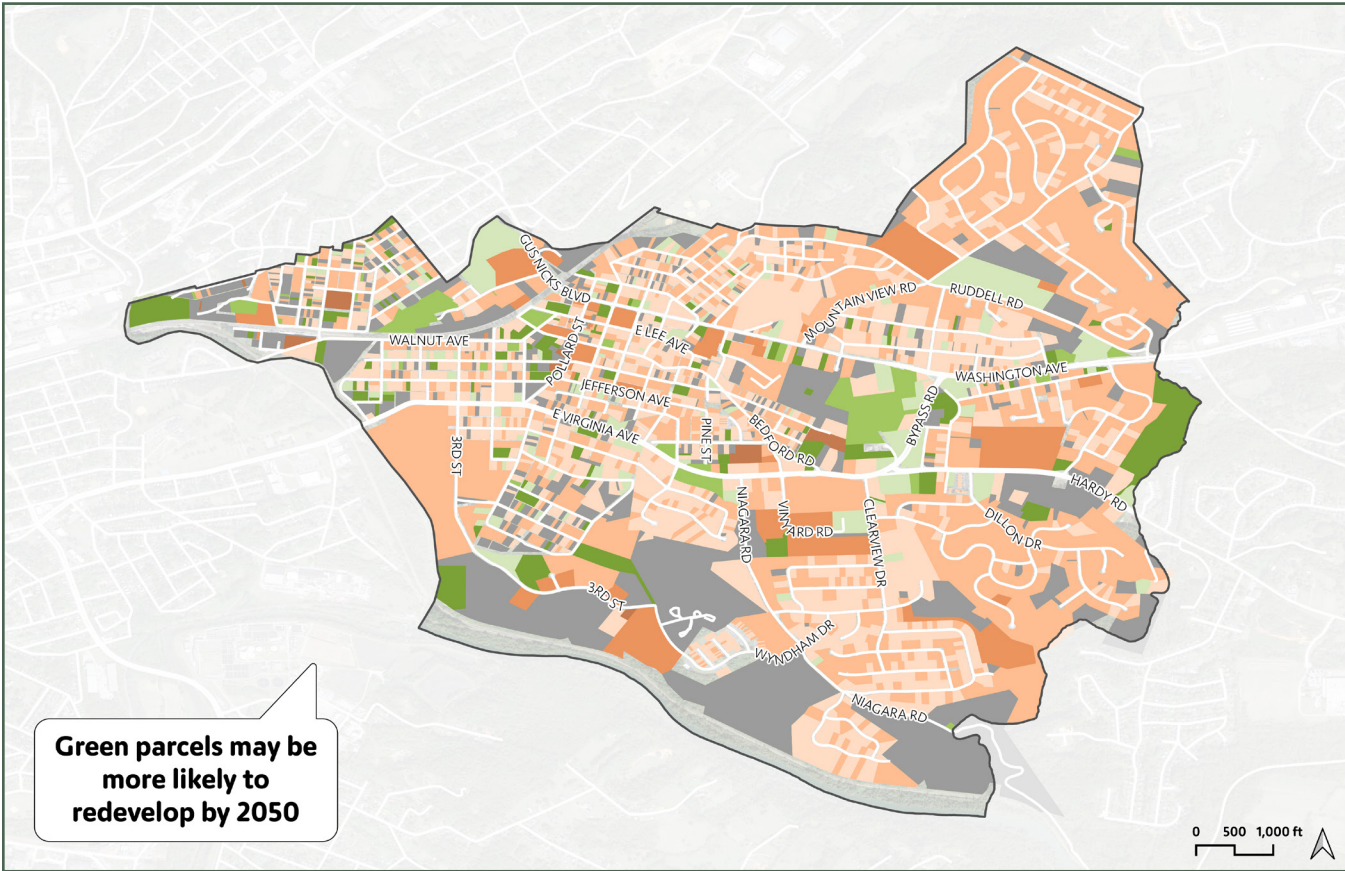 GUS NICKS BLVD
MOUNTAIN VIEW RD
RUDDELL RD
WALNUT AVE
POLLARD ST
E LEE AVE
WASHINGTON AVE
JEFFERSON AVE
BYPASS RD
E VIRGINIA AVE
PINE ST
BEDFORD RD
3RD ST
HARDY RD
NIAGARA RD
VINYARD RD
CLEARVIEW DR
DILLON DR
3RD ST
WYNDHAM DR
NIAGARA RD
Green parcels may be
more likely to
redevelop by 2050
0 500 1,000 ft